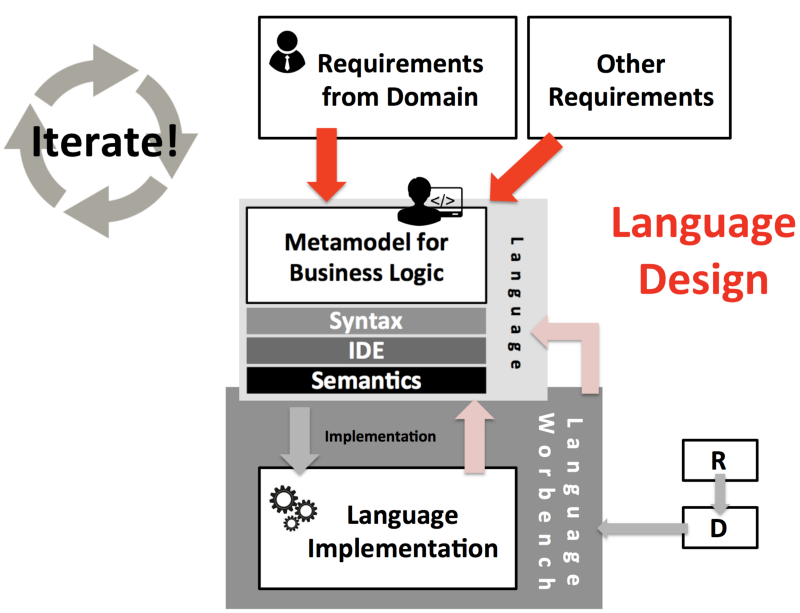 Iterate!
Requirements
from Domain
Other
Requirements
</>
Metamodel for
Business Logic
Language
Language
Design
Syntax
IDE
Semantics
Implementation
Language
Worbench
Language
Implementation
R
D